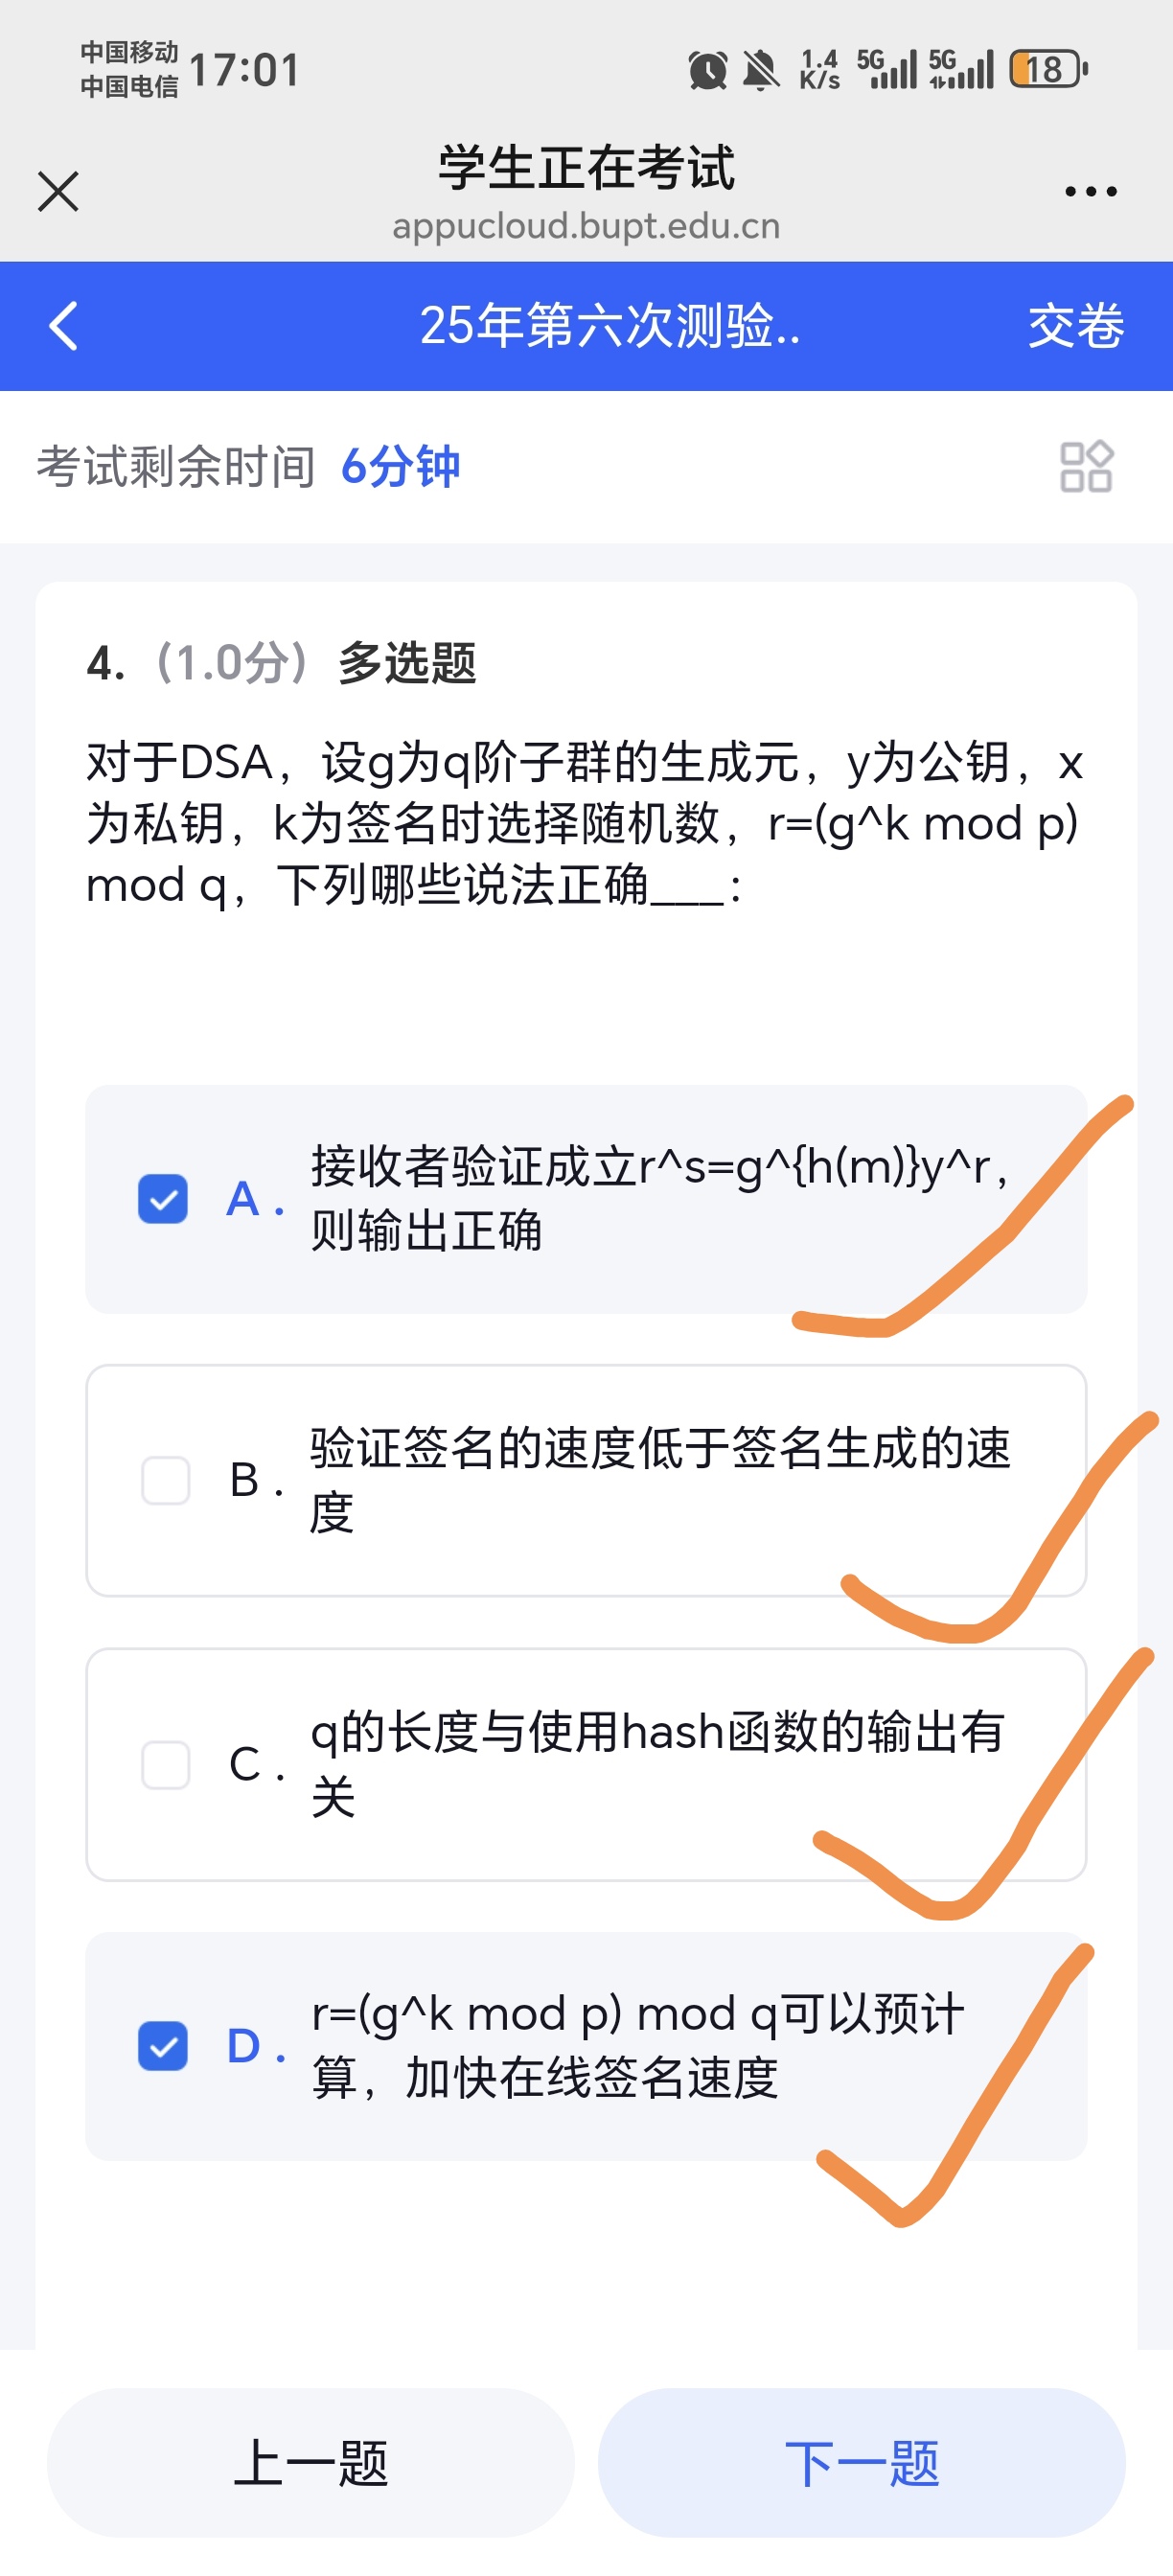 中国移动
中国电信
17:01
1.4
K/s
5G
5G
18
学生正在考试
appucloud.bupt.edu.cn
25年第六次测验..
交卷
考试剩余时间 6分钟
4. (1.0分) 多选题
对于DSA，设g为q阶子群的生成元，y为公钥，x
为私钥，k为签名时选择随机数，r=(g^k mod p)
mod q，下列哪些说法正确___：
A. 接收者验证成立r^s=g^{h(m)}y^r，
则输出正确
B. 验证签名的速度低于签名生成的速
度
C. q的长度与使用hash函数的输出有
关
D. r=(g^k mod p) mod q可以预计
算，加快在线签名速度
上一题
下一题